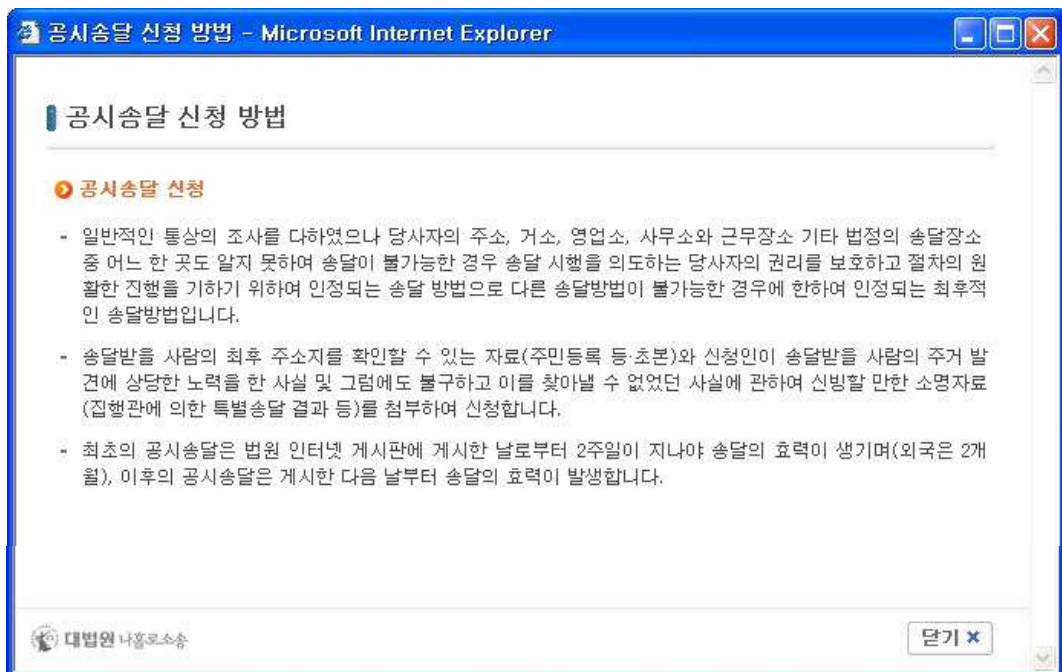 공시송달 신청 방법 - Microsoft Internet Explorer
공시송달 신청 방법
공시송달 신청
- 일반적인 통상의 조사를 다하였으나 당사자의 주소, 거소, 영업소, 사무소와 근무장소 기타 법정의 송달장소
중 어느 한 곳도 알지 못하여 송달이 불가능한 경우 송달 시행을 의도하는 당사자의 권리를 보호하고 절차의 원
활한 진행을 기하기 위하여 인정되는 송달 방법으로 다른 송달방법이 불가능한 경우에 한하여 인정되는 최후적
인 송달방법입니다.
- 송달받을 사람의 최후 주소지를 확인할 수 있는 자료(주민등록 등·초본)와 신청인이 송달받을 사람의 주거 발
견에 상당한 노력을 한 사실 및 그럼에도 불구하고 이를 찾아낼 수 없었던 사실에 관하여 신빙할 만한 소명자료
(집행관에 의한 특별송달 결과 등)를 첨부하여 신청합니다.
- 최초의 공시송달은 법원 인터넷 게시판에 게시한 날로부터 2주일이 지나야 송달의 효력이 생기며(외국은 2개
월), 이후의 공시송달은 게시한 다음 날부터 송달의 효력이 발생합니다.
대법원 나홀로소송
닫기